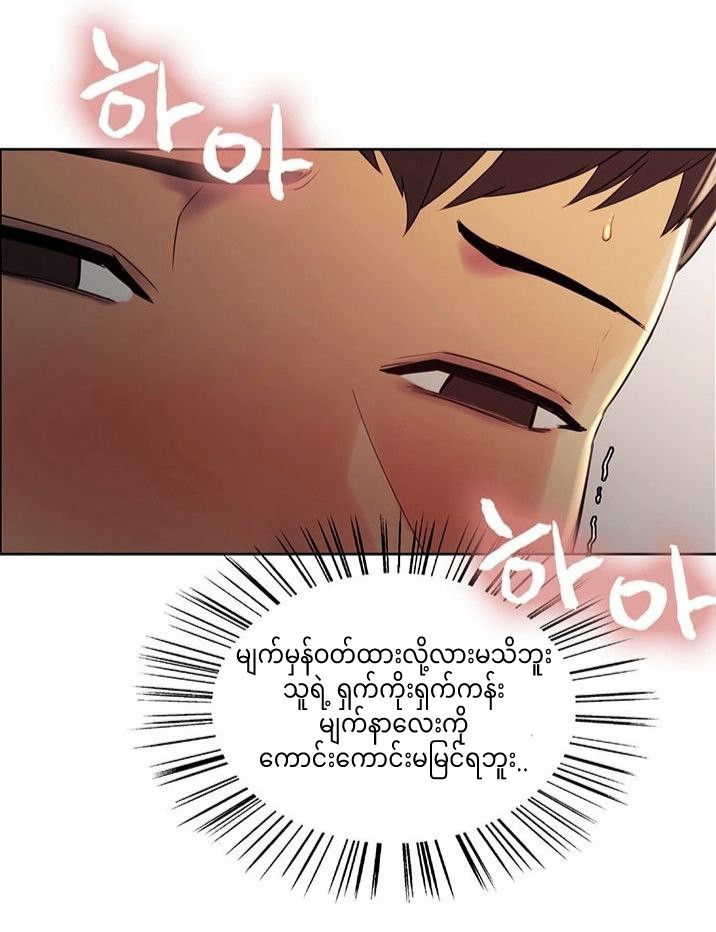 하아
하아
မျက်မှန်ဝတ်ထားလို့လားမသိဘူး
သူရဲ့ ရှက်ကိုးရှက်ကန်း
မျက်နာလေးကို
ကောင်းကောင်းမမြင်ရဘူး..